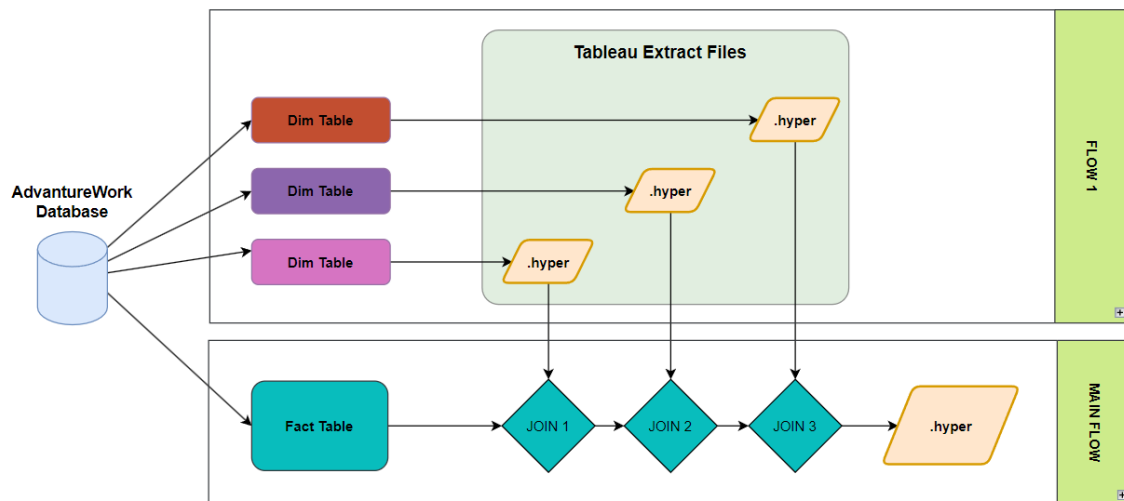 Tableau Extract Files
Dim Table
.hyper
FLOW 1
Dim Table
.hyper
AdvantureWork
Database
Dim Table
.hyper
Fact Table
JOIN 1
JOIN 2
JOIN 3
.hyper
MAIN FLOW